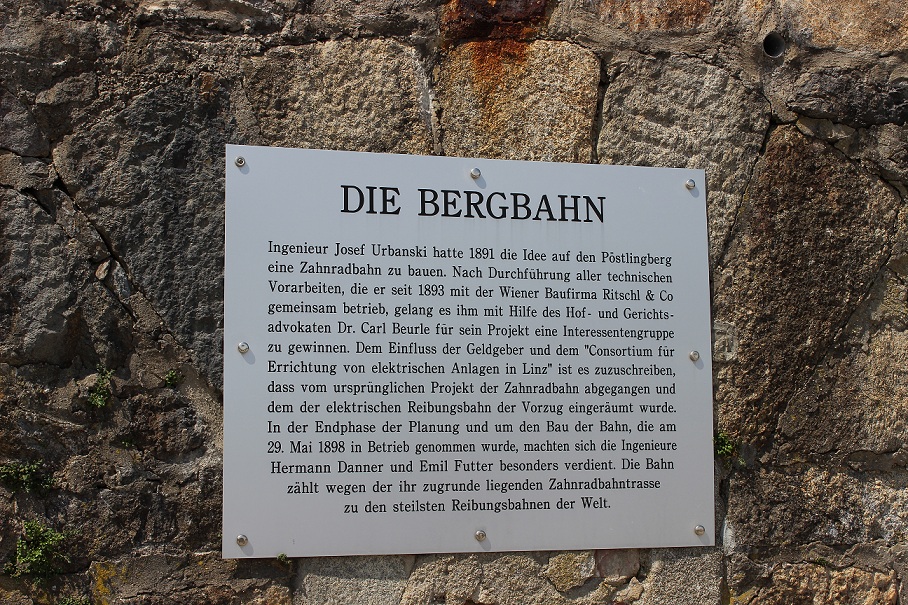 DIE BERGBAHN
Ingenieur Josef Urbanski hatte 1891 die Idee auf den Pöstlingberg
eine Zahnradbahn zu bauen. Nach Durchführung aller technischen
Vorarbeiten, die er seit 1893 mit der Wiener Baufirma Ritschl & Co
gemeinsam betrieb, gelang es ihm mit Hilfe des Hof- und Gerichts-
advokaten Dr. Carl Beurle für sein Projekt eine Interessentengruppe
zu gewinnen. Dem Einfluss der Geldgeber und dem "Consortium für
Errichtung von elektrischen Anlagen in Linz" ist es zuzuschreiben,
dass vom ursprünglichen Projekt der Zahnradbahn abgegangen und
dem der elektrischen Reibungsbahn der Vorzug eingeräumt wurde.
In der Endphase der Planung und um den Bau der Bahn, die am
29. Mai 1898 in Betrieb genommen wurde, machten sich die Ingenieure
Hermann Danner und Emil Futter besonders verdient. Die Bahn
zählt wegen der ihr zugrunde liegenden Zahnradbahntrasse
zu den steilsten Reibungsbahnen der Welt.